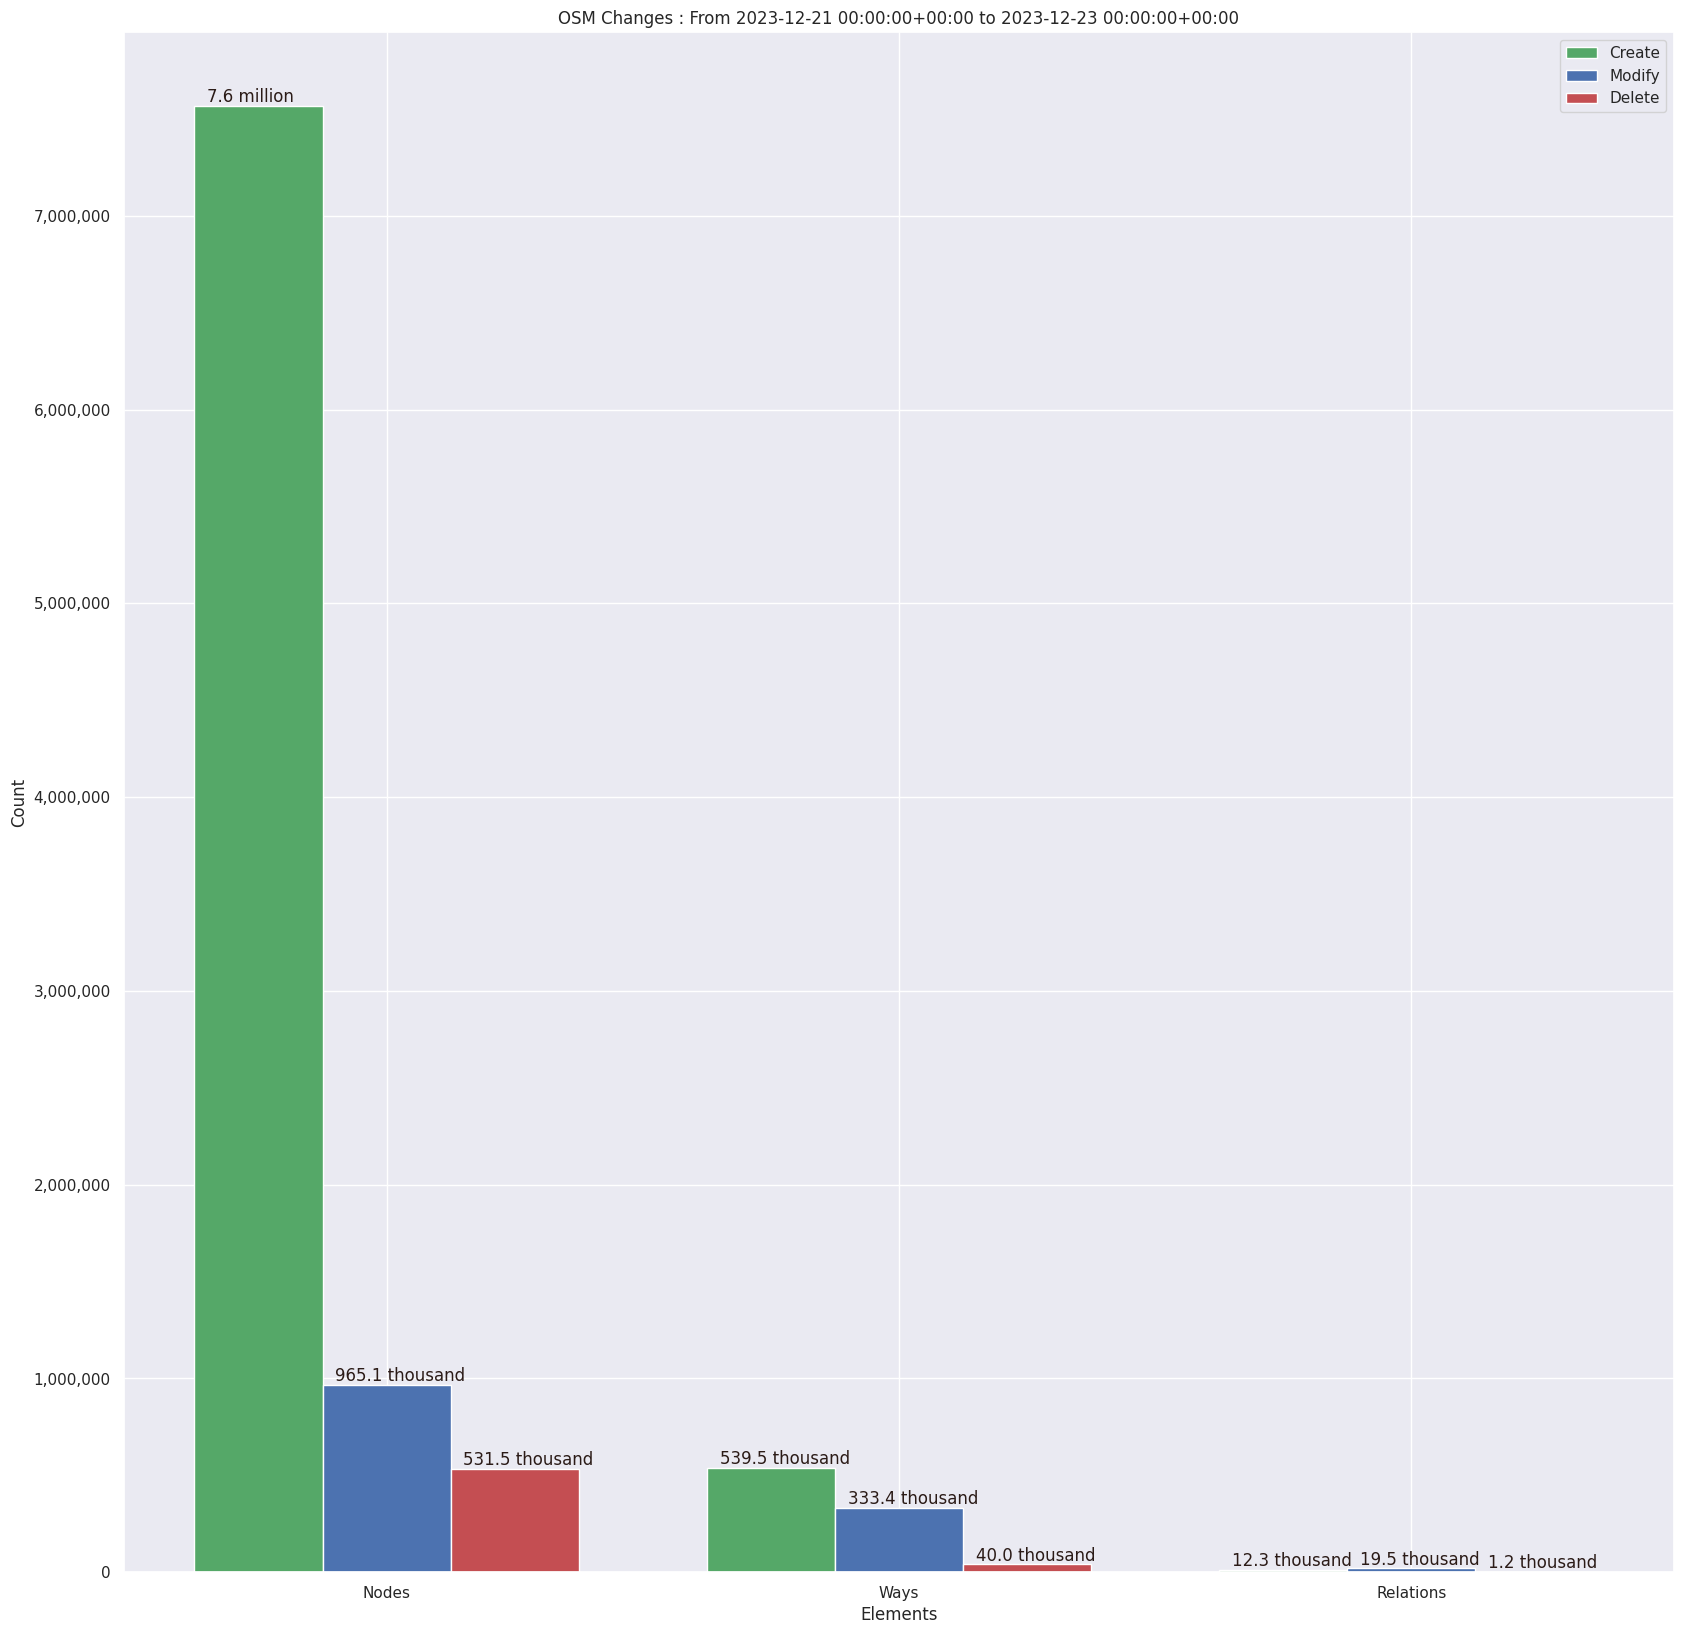 OSM Changes : From 2023-12-21 00:00:00+00:00 to 2023-12-23 00:00:00+00:00
Create
Modify
Delete
7.6 million
7,000,000
6,000,000
5,000,000
4,000,000
3,000,000
2,000,000
1,000,000
0
Count
965.1 thousand
531.5 thousand
539.5 thousand
333.4 thousand
40.0 thousand
12.3 thousand
19.5 thousand
1.2 thousand
Nodes
Ways
Relations
Elements